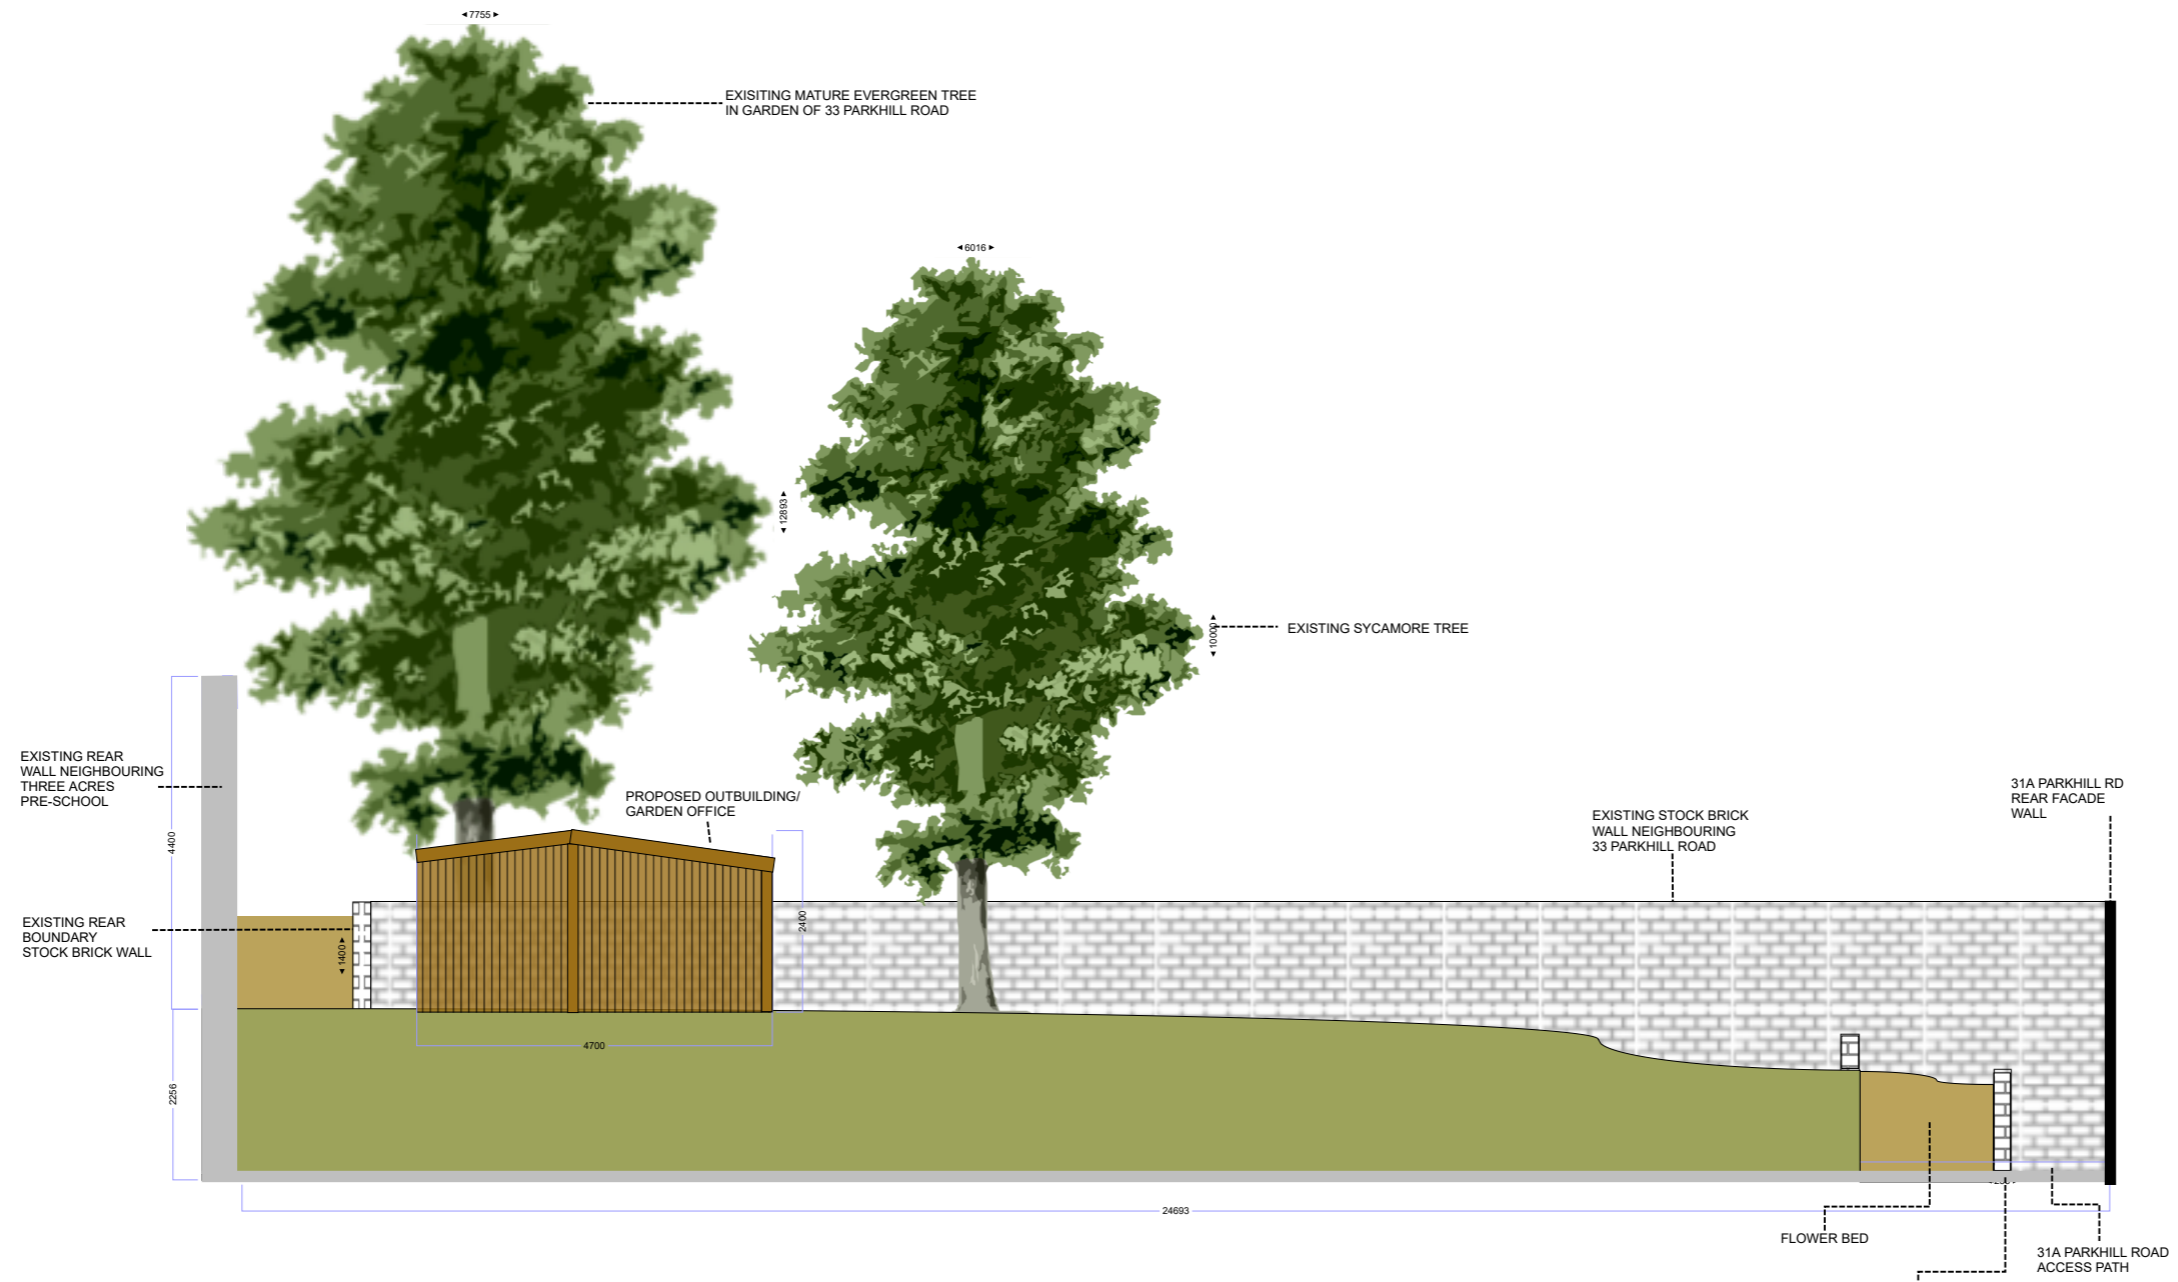 7755
EXISITING MATURE EVERGREEN TREE
IN GARDEN OF 33 PARKHILL ROAD
6016
12893
10000
EXISTING SYCAMORE TREE
EXISTING REAR
WALL NEIGHBOURING
THREE ACRES
PRE-SCHOOL
4400
PROPOSED OUTBUILDING/
GARDEN OFFICE
EXISTING STOCK BRICK
WALL NEIGHBOURING
33 PARKHILL ROAD
31A PARKHILL RD
REAR FACADE
WALL
EXISTING REAR
BOUNDARY
STOCK BRICK WALL
1400
2400
4700
2256
24693
FLOWER BED
31A PARKHILL ROAD
ACCESS PATH